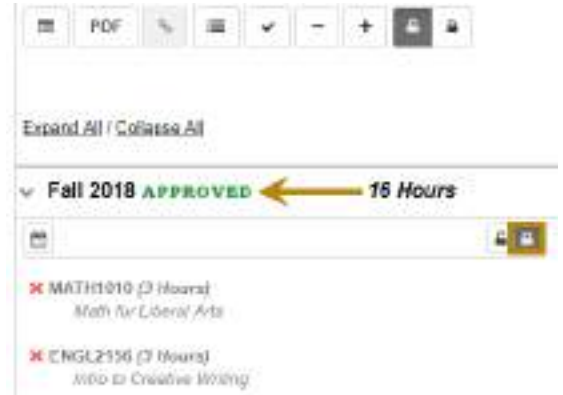 PDF
Expand All / Collapse All
Fall 2018 APPROVED 15 Hours
MATH1010 (3 Hours)
Math for Liberal Arts
ENGL2156 (3 Hours)
Intro to Creative Writing